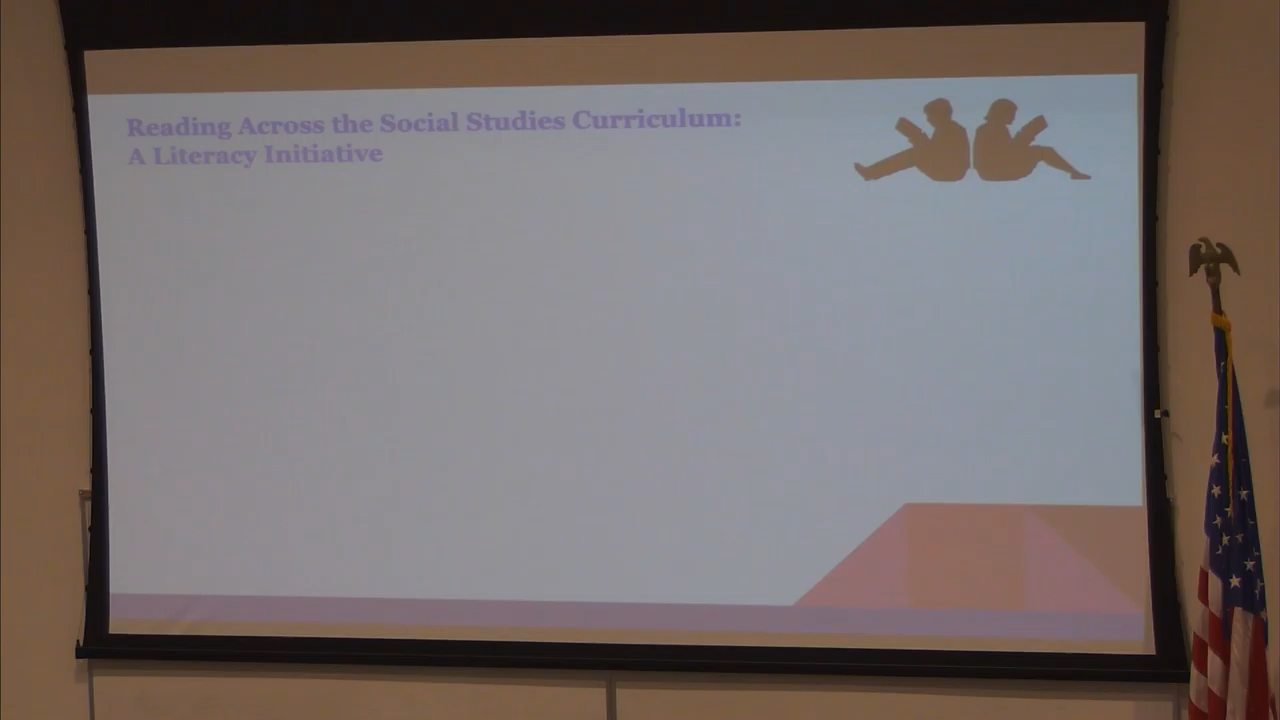 Reading Across the Social Studies Curriculum:
A Literacy Initiative